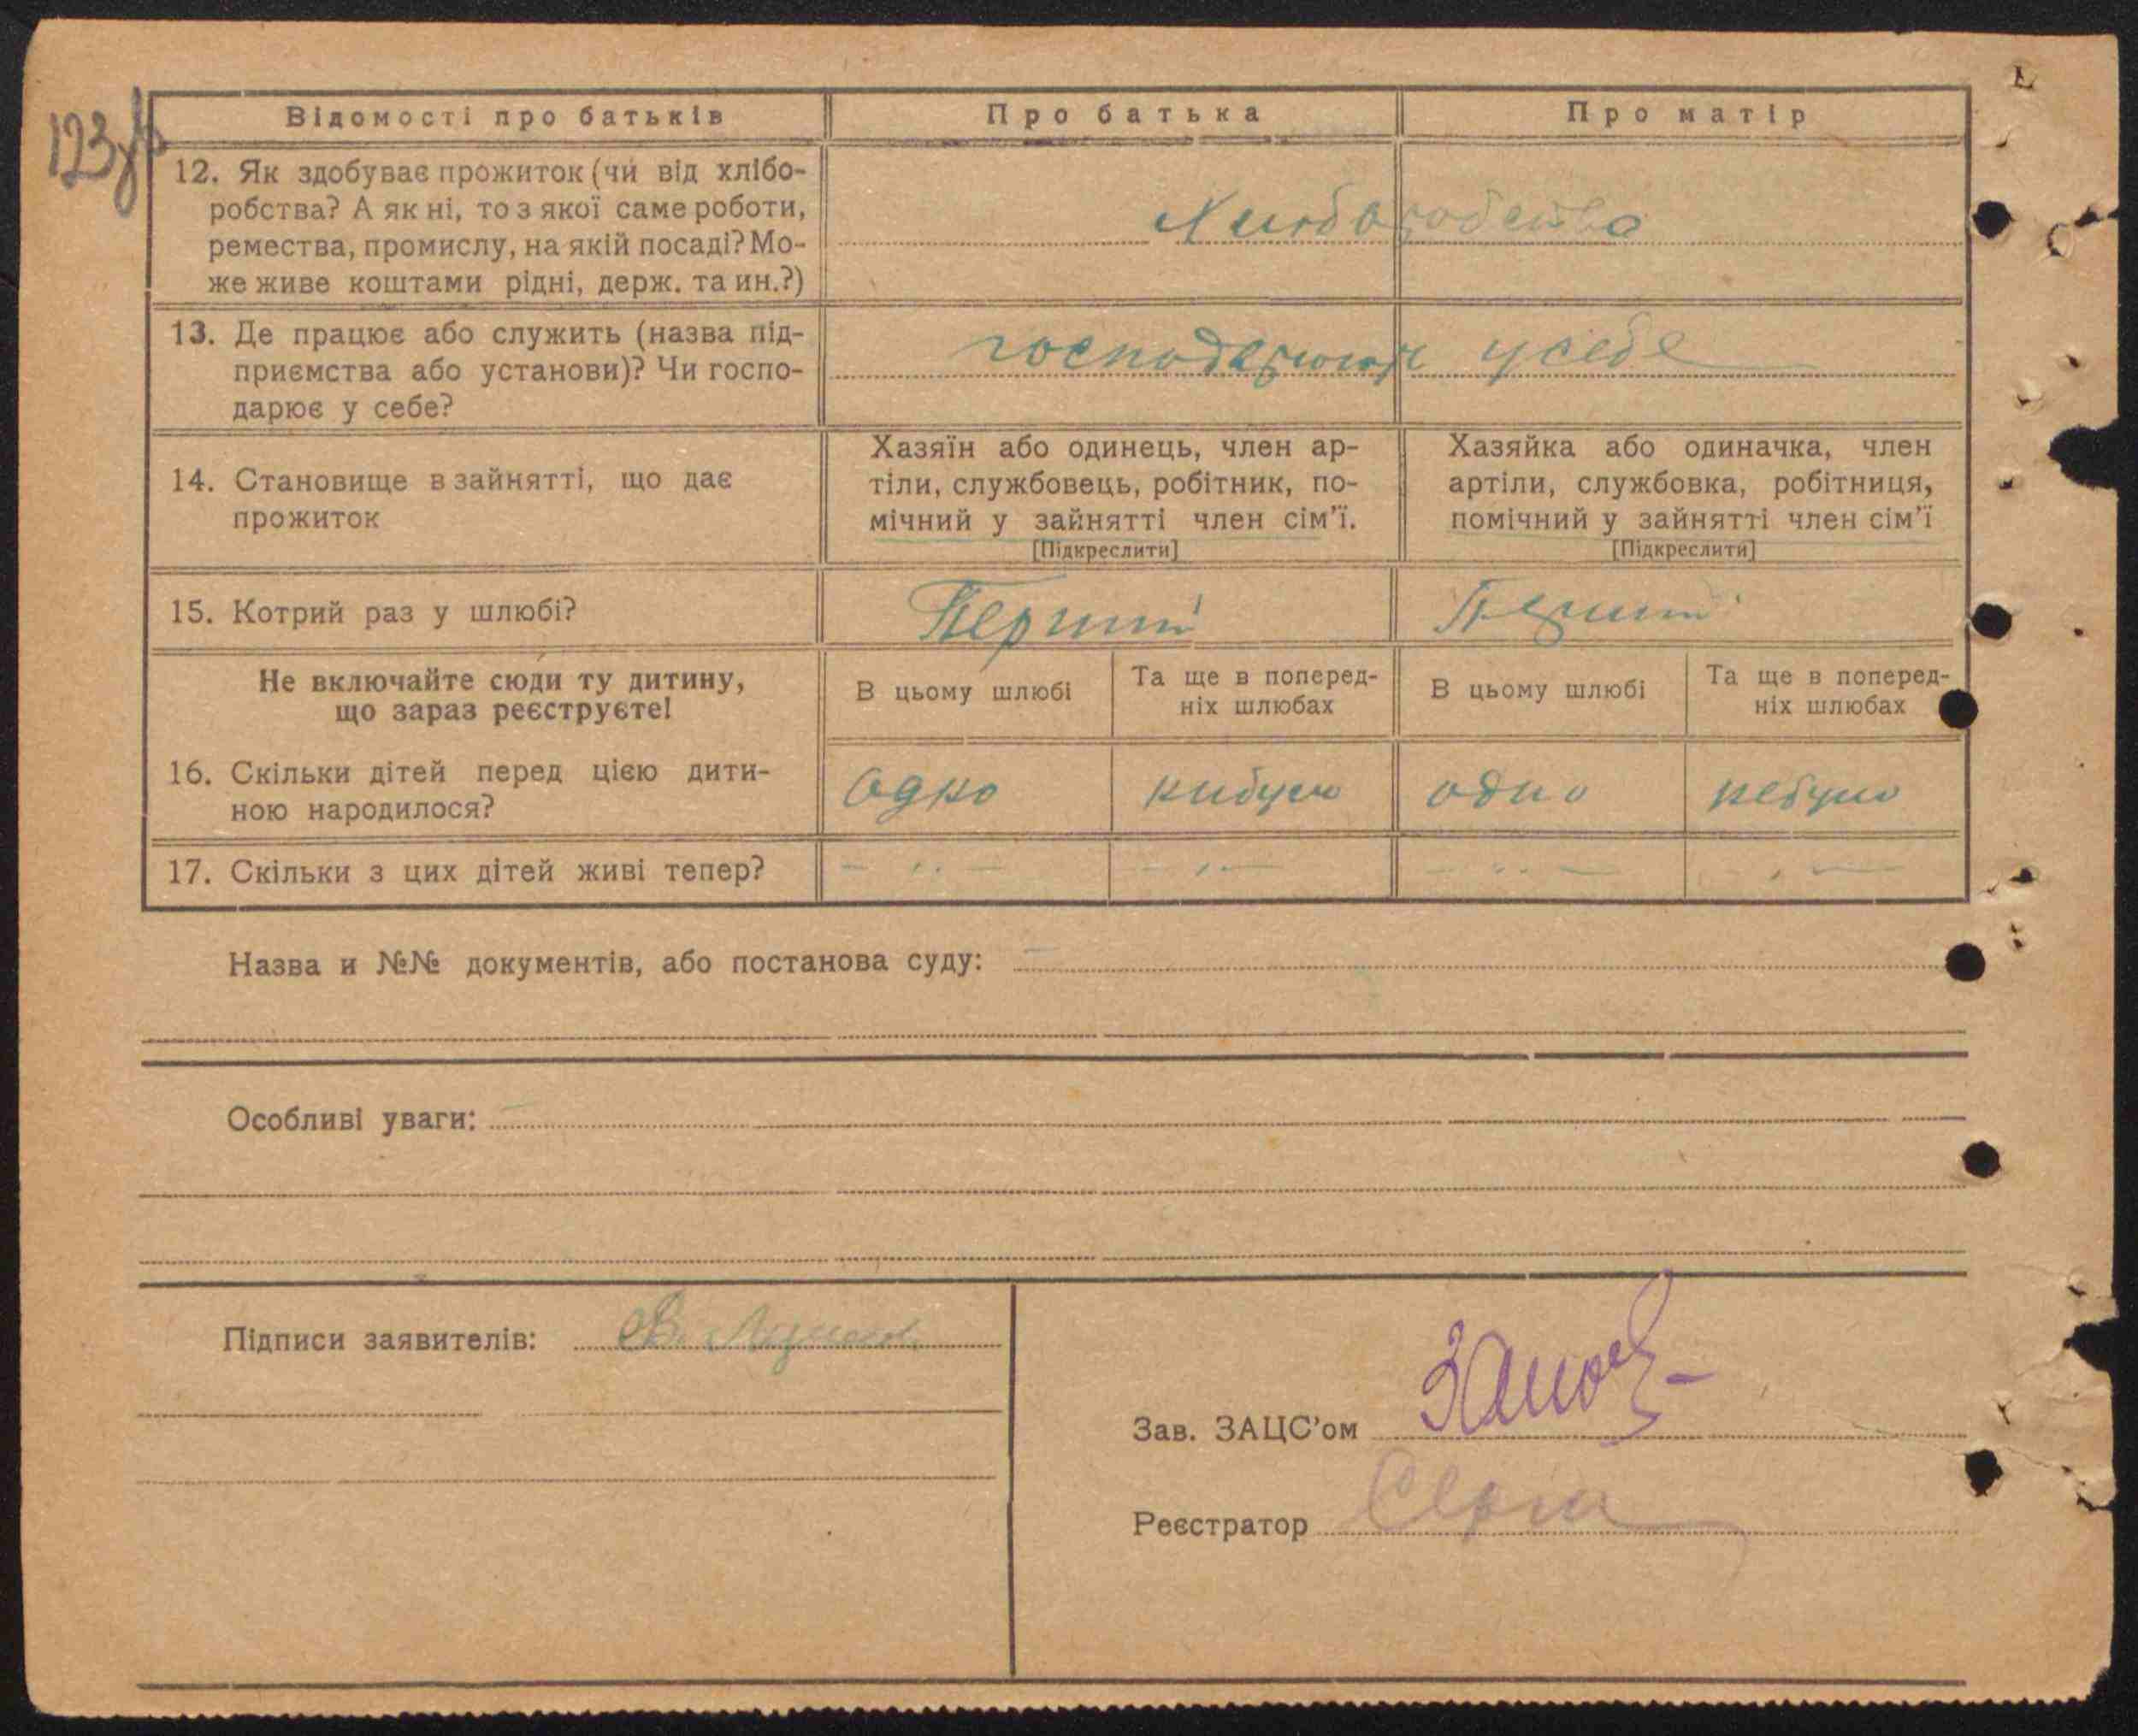 123
Відомості про батьків
Про батька
Про матір
12. Як здобуває прожиток (чи від хлібо-
робства? А як ні, то з якої саме роботи,
ремества, промислу, на якій посаді? Мо-
же живе коштами рідні, держ. та ин.?)
13. Де працює або служить (назва під-
приємства або установи)? Чи госпо-
дарює у себе?
у себе
14. Становище в зайнятті, що дає
прожиток
Хазяїн або одинець, член ар-
тіли, службовець, робітник, по-
мічний у зайнятті член сім'ї.
[Підкреслити]
Хазяйка або одиначка, член
артіли, службовка, робітниця,
помічний у зайнятті член сім'ї
[Підкреслити]
15. Котрий раз у шлюбі?
Перший
Перший
Не включайте сюди ту дитину,
що зараз реєструєте!
В цьому шлюбі
Та ще в поперед-
ніх шлюбах
В цьому шлюбі
Та ще в поперед-
ніх шлюбах
16. Скільки дітей перед цією дити-
ною народилося?
одно
небуло
одно
небуло
17. Скільки з цих дітей живі тепер?
Назва и №№ документів, або постанова суду:
Особливі уваги:
Підписи заявителів:
Зав. ЗАЦС'ом
Реєстратор